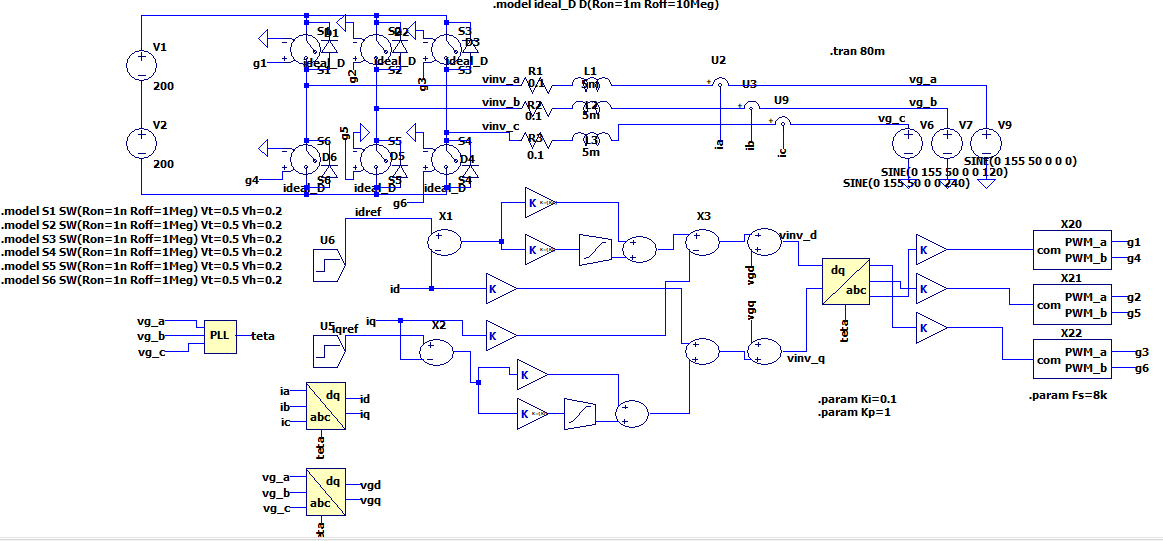 .model ideal_D D(Ron=1m Roff=10Meg)
V1
200
V2
200
g1
g2
g3
S1
D1
ideal_D
S1
S2
D2
ideal_D
S2
S3
D3
ideal_D
S3
g4
g5
g6
S6
D6
S6
ideal_D
S5
D5
S5
ideal_D
S4
D4
S4
ideal_D
vinv_a
R1
0.1
L1
5m
vinv_b
R2
0.1
L2
5m
vinv_c
R3
0.1
L3
5m
U2
U3
U9
ia
ib
ic
.tran 80m
vg_a
vg_b
vg_c
V6
V7
V9
SINE(0 155 50 0 0 0)
SINE(0 155 50 0 0 120)
SINE(0 155 50 0 0 240)
.model S1 SW(Ron=1n Roff=1Meg) Vt=0.5 Vh=0.2
.model S2 SW(Ron=1n Roff=1Meg) Vt=0.5 Vh=0.2
.model S3 SW(Ron=1n Roff=1Meg) Vt=0.5 Vh=0.2
.model S4 SW(Ron=1n Roff=1Meg) Vt=0.5 Vh=0.2
.model S5 SW(Ron=1n Roff=1Meg) Vt=0.5 Vh=0.2
.model S6 SW(Ron=1n Roff=1Meg) Vt=0.5 Vh=0.2
idref
U6
X1
K
K
X3
id
K
U5
iqref
iq
X2
K
K
K
vinv_d
vgd
vgq
vinv_q
dq
abc
teta
K
K
K
X20
com
PWM_a
PWM_b
g1
g4
X21
com
PWM_a
PWM_b
g2
g5
X22
com
PWM_a
PWM_b
g3
g6
.param Ki=0.1
.param Kp=1
.param Fs=8k
vg_a
vg_b
vg_c
PLL
teta
ia
ib
ic
dq
abc
id
iq
teta
vg_a
vg_b
vg_c
dq
abc
vgd
vgq